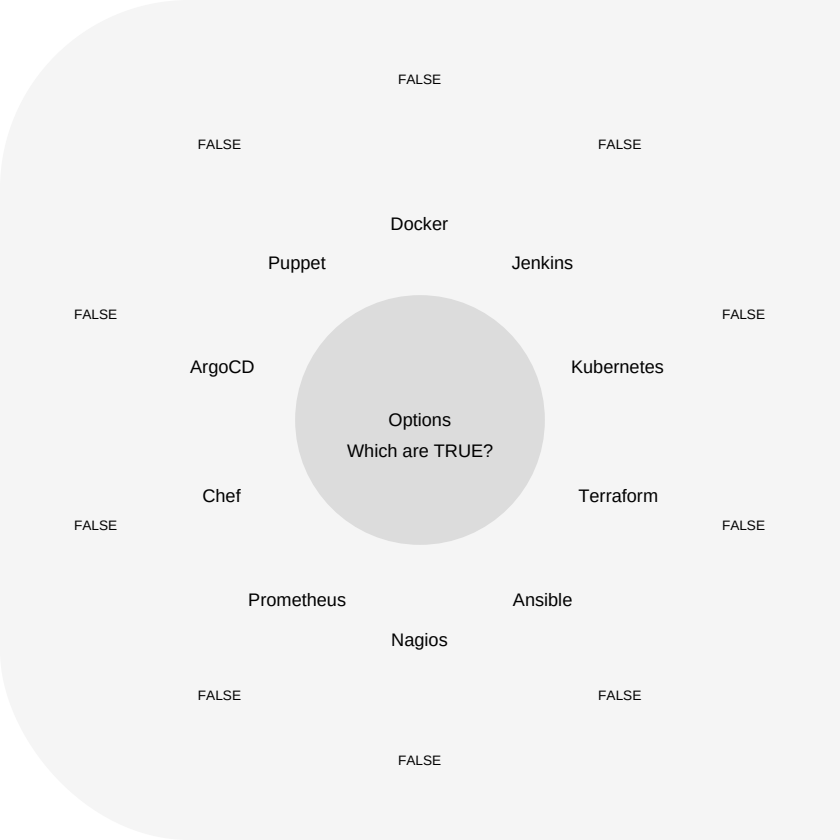 FALSE
FALSE
FALSE
Docker
Puppet
Jenkins
FALSE
FALSE
ArgoCD
Kubernetes
Options
Which are TRUE?
Chef
Terraform
FALSE
FALSE
Prometheus
Ansible
Nagios
FALSE
FALSE
FALSE